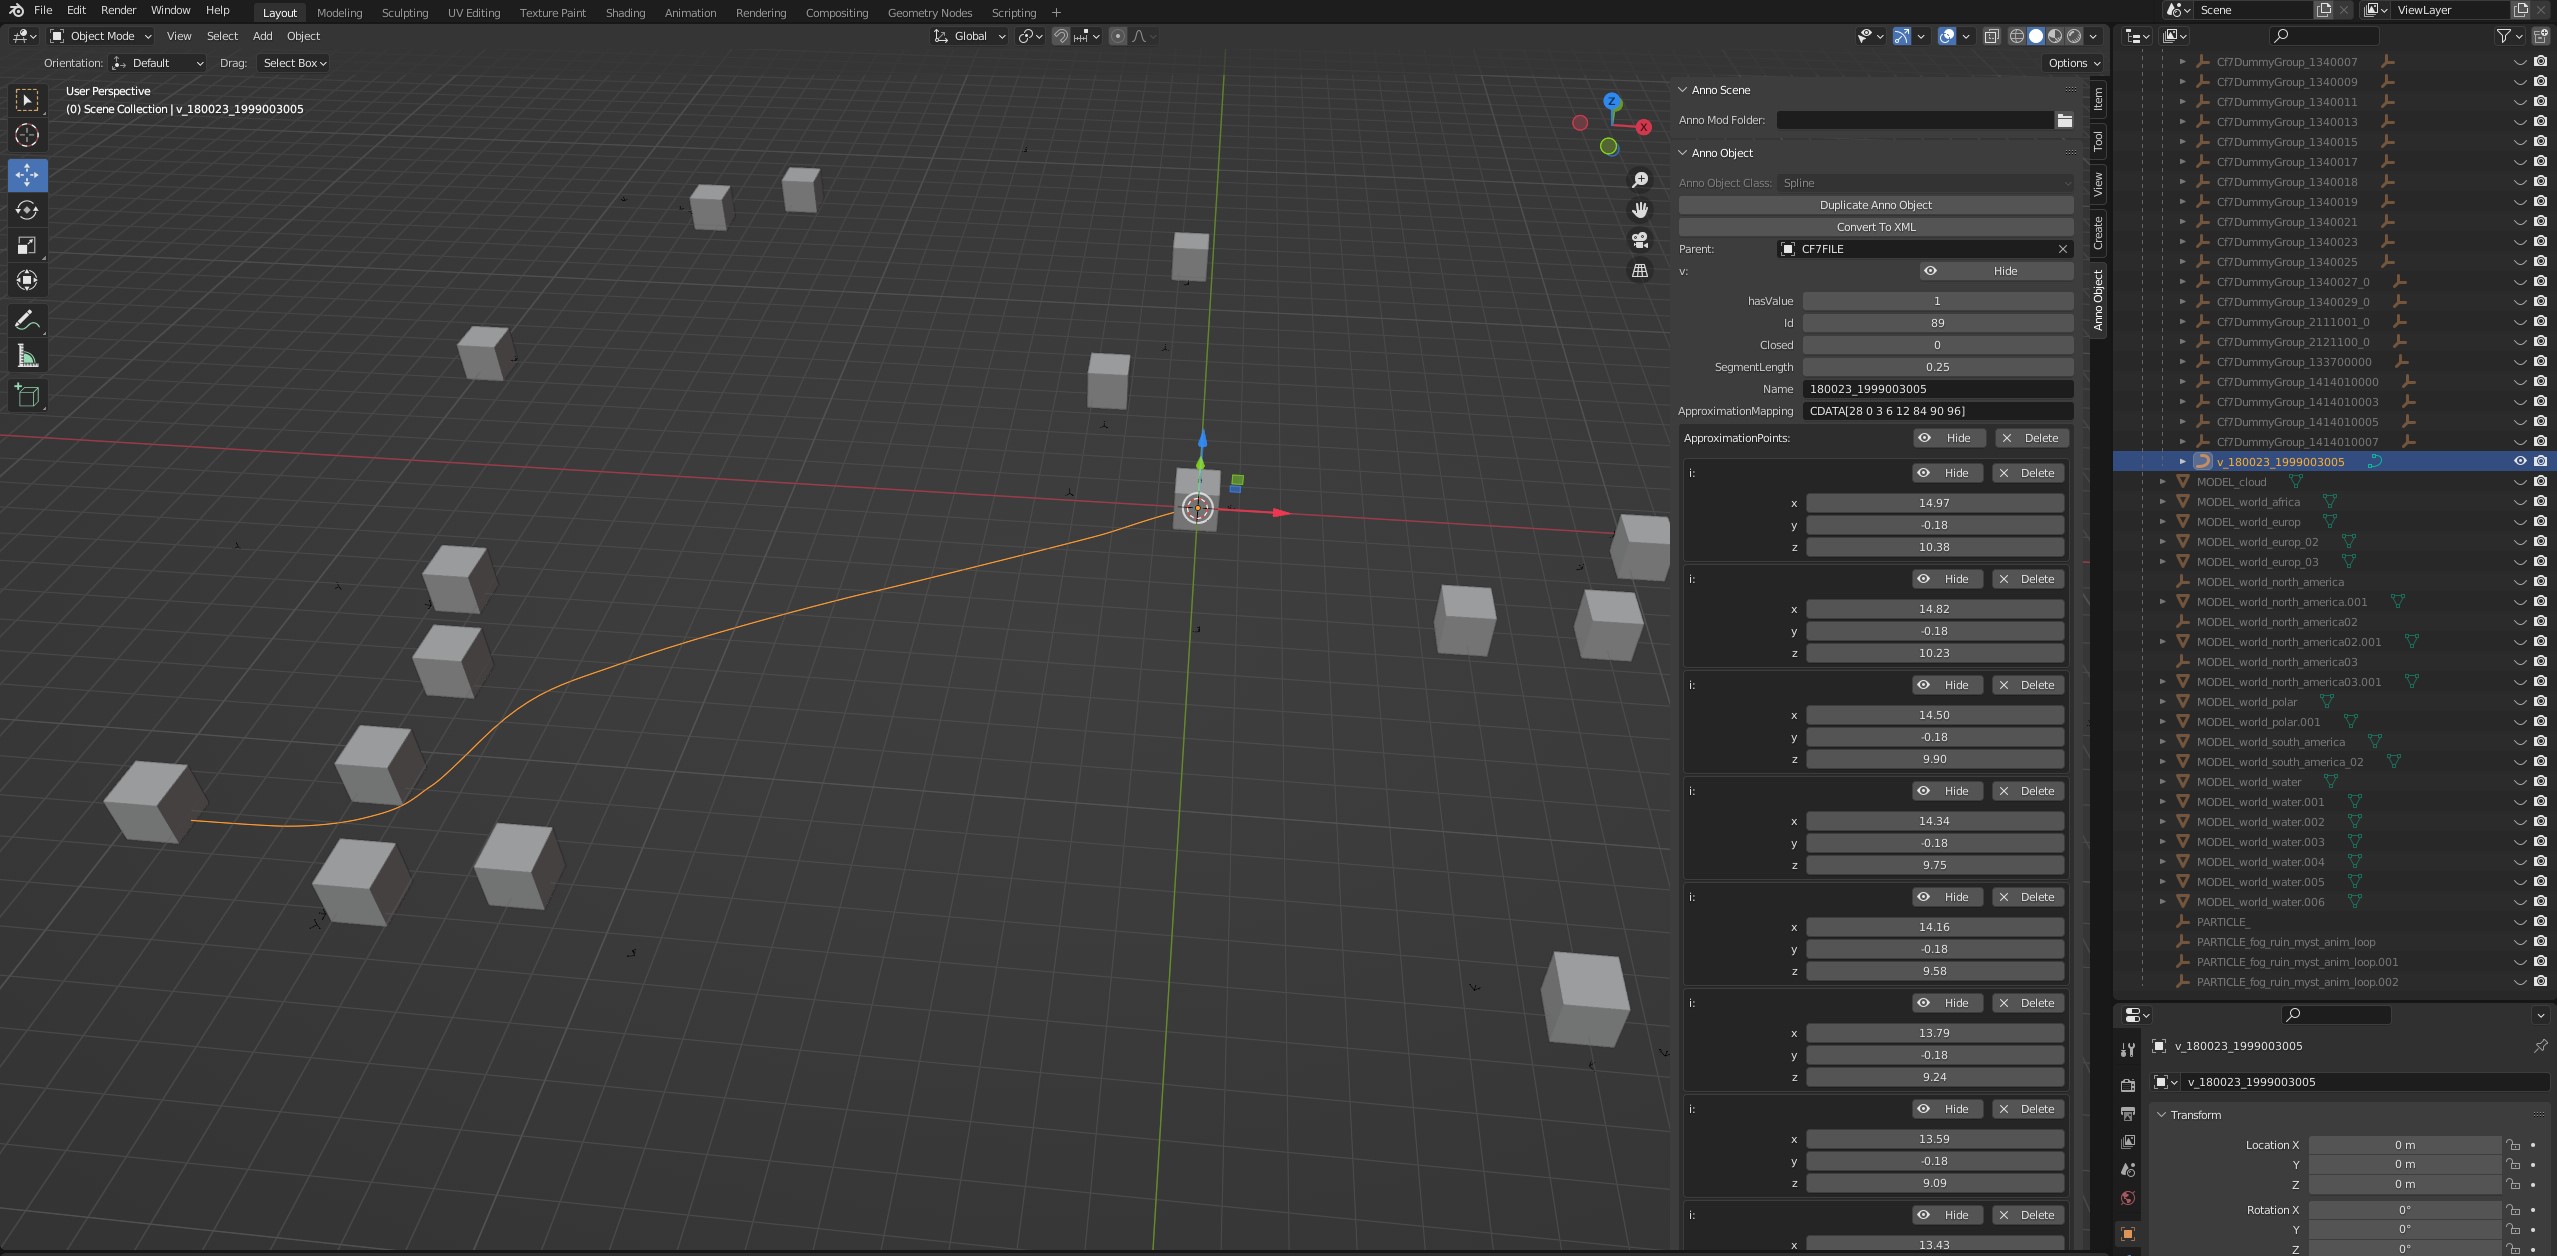 File Edit Render Window Help Layout Modeling Sculpting UV Editing Texture Paint Shading Animation Rendering Compositing Geometry Nodes Scripting + Scene ViewLayer
Object Mode View Select Add Object Global
Orientation: Default Drag: Select Box Options
User Perspective
(0) Scene Collection | v_180023_1999003005
Z
X
Anno Scene
Anno Mod Folder:
Anno Object
Anno Object Class: Spline
Duplicate Anno Object
Convert To XML
Parent: CF7FILE
v: Hide
hasValue 1
Id 89
Closed 0
SegmentLength 0.25
Name 180023_1999003005
ApproximationMapping CDATA[28 0 3 6 12 84 90 96]
ApproximationPoints: Hide Delete
i: Hide Delete
x 14.97
y -0.18
z 10.38
i: Hide Delete
x 14.82
y -0.18
z 10.23
i: Hide Delete
x 14.50
y -0.18
z 9.90
i: Hide Delete
x 14.34
y -0.18
z 9.75
i: Hide Delete
x 14.16
y -0.18
z 9.58
i: Hide Delete
x 13.79
y -0.18
z 9.24
i: Hide Delete
x 13.59
y -0.18
z 9.09
i: Hide Delete
x 13.43
Item
Tool
View
Create
Anno Object
Cf7DummyGroup_1340007
Cf7DummyGroup_1340009
Cf7DummyGroup_1340011
Cf7DummyGroup_1340013
Cf7DummyGroup_1340015
Cf7DummyGroup_1340017
Cf7DummyGroup_1340018
Cf7DummyGroup_1340019
Cf7DummyGroup_1340021
Cf7DummyGroup_1340023
Cf7DummyGroup_1340025
Cf7DummyGroup_1340027_0
Cf7DummyGroup_1340029_0
Cf7DummyGroup_2111001_0
Cf7DummyGroup_2121100_0
Cf7DummyGroup_133700000
Cf7DummyGroup_1414010000
Cf7DummyGroup_1414010003
Cf7DummyGroup_1414010005
Cf7DummyGroup_1414010007
v_180023_1999003005
MODEL_cloud
MODEL_world_africa
MODEL_world_europ
MODEL_world_europ_02
MODEL_world_europ_03
MODEL_world_north_america
MODEL_world_north_america.001
MODEL_world_north_america02
MODEL_world_north_america02.001
MODEL_world_north_america03
MODEL_world_north_america03.001
MODEL_world_polar
MODEL_world_polar.001
MODEL_world_south_america
MODEL_world_south_america_02
MODEL_world_water
MODEL_world_water.001
MODEL_world_water.002
MODEL_world_water.003
MODEL_world_water.004
MODEL_world_water.005
MODEL_world_water.006
PARTICLE_
PARTICLE_fog_ruin_myst_anim_loop
PARTICLE_fog_ruin_myst_anim_loop.001
PARTICLE_fog_ruin_myst_anim_loop.002
v_180023_1999003005
v_180023_1999003005
Transform
Location X 0 m
Y 0 m
Z 0 m
Rotation X 0°
Y 0°
Z 0°